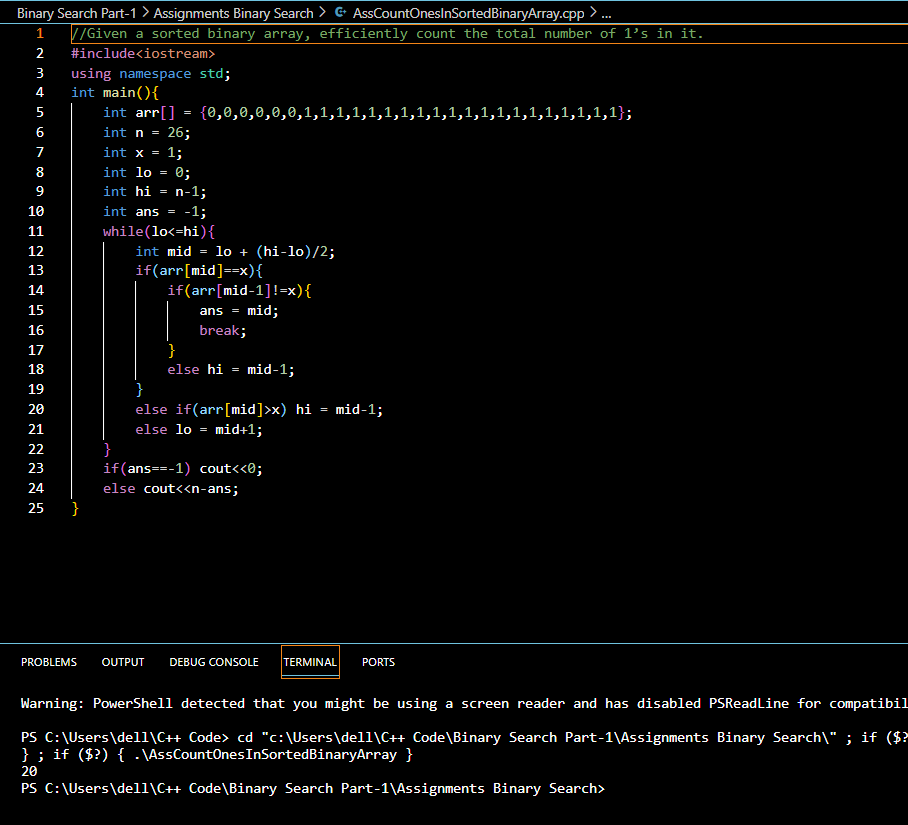 Binary Search Part-1 > Assignments Binary Search > C++ AssCountOnesInSortedBinaryArray.cpp > ...
1 //Given a sorted binary array, efficiently count the total number of 1’s in it.
2 #include<iostream>
3 using namespace std;
4 int main(){
5     int arr[] = {0,0,0,0,0,0,1,1,1,1,1,1,1,1,1,1,1,1,1,1,1,1,1,1,1,1};
6     int n = 26;
7     int x = 1;
8     int lo = 0;
9     int hi = n-1;
10     int ans = -1;
11     while(lo<=hi){
12         int mid = lo + (hi-lo)/2;
13         if(arr[mid]==x){
14             if(arr[mid-1]!=x){
15                 ans = mid;
16                 break;
17             }
18             else hi = mid-1;
19         }
20         else if(arr[mid]>x) hi = mid-1;
21         else lo = mid+1;
22     }
23     if(ans==-1) cout<<0;
24     else cout<<n-ans;
25 }
PROBLEMS OUTPUT DEBUG CONSOLE TERMINAL PORTS
Warning: PowerShell detected that you might be using a screen reader and has disabled PSReadLine for compatibil
PS C:\Users\dell\C++ Code> cd "c:\Users\dell\C++ Code\Binary Search Part-1\Assignments Binary Search\" ; if ($?
} ; if ($?) { .\AssCountOnesInSortedBinaryArray }
20
PS C:\Users\dell\C++ Code\Binary Search Part-1\Assignments Binary Search>